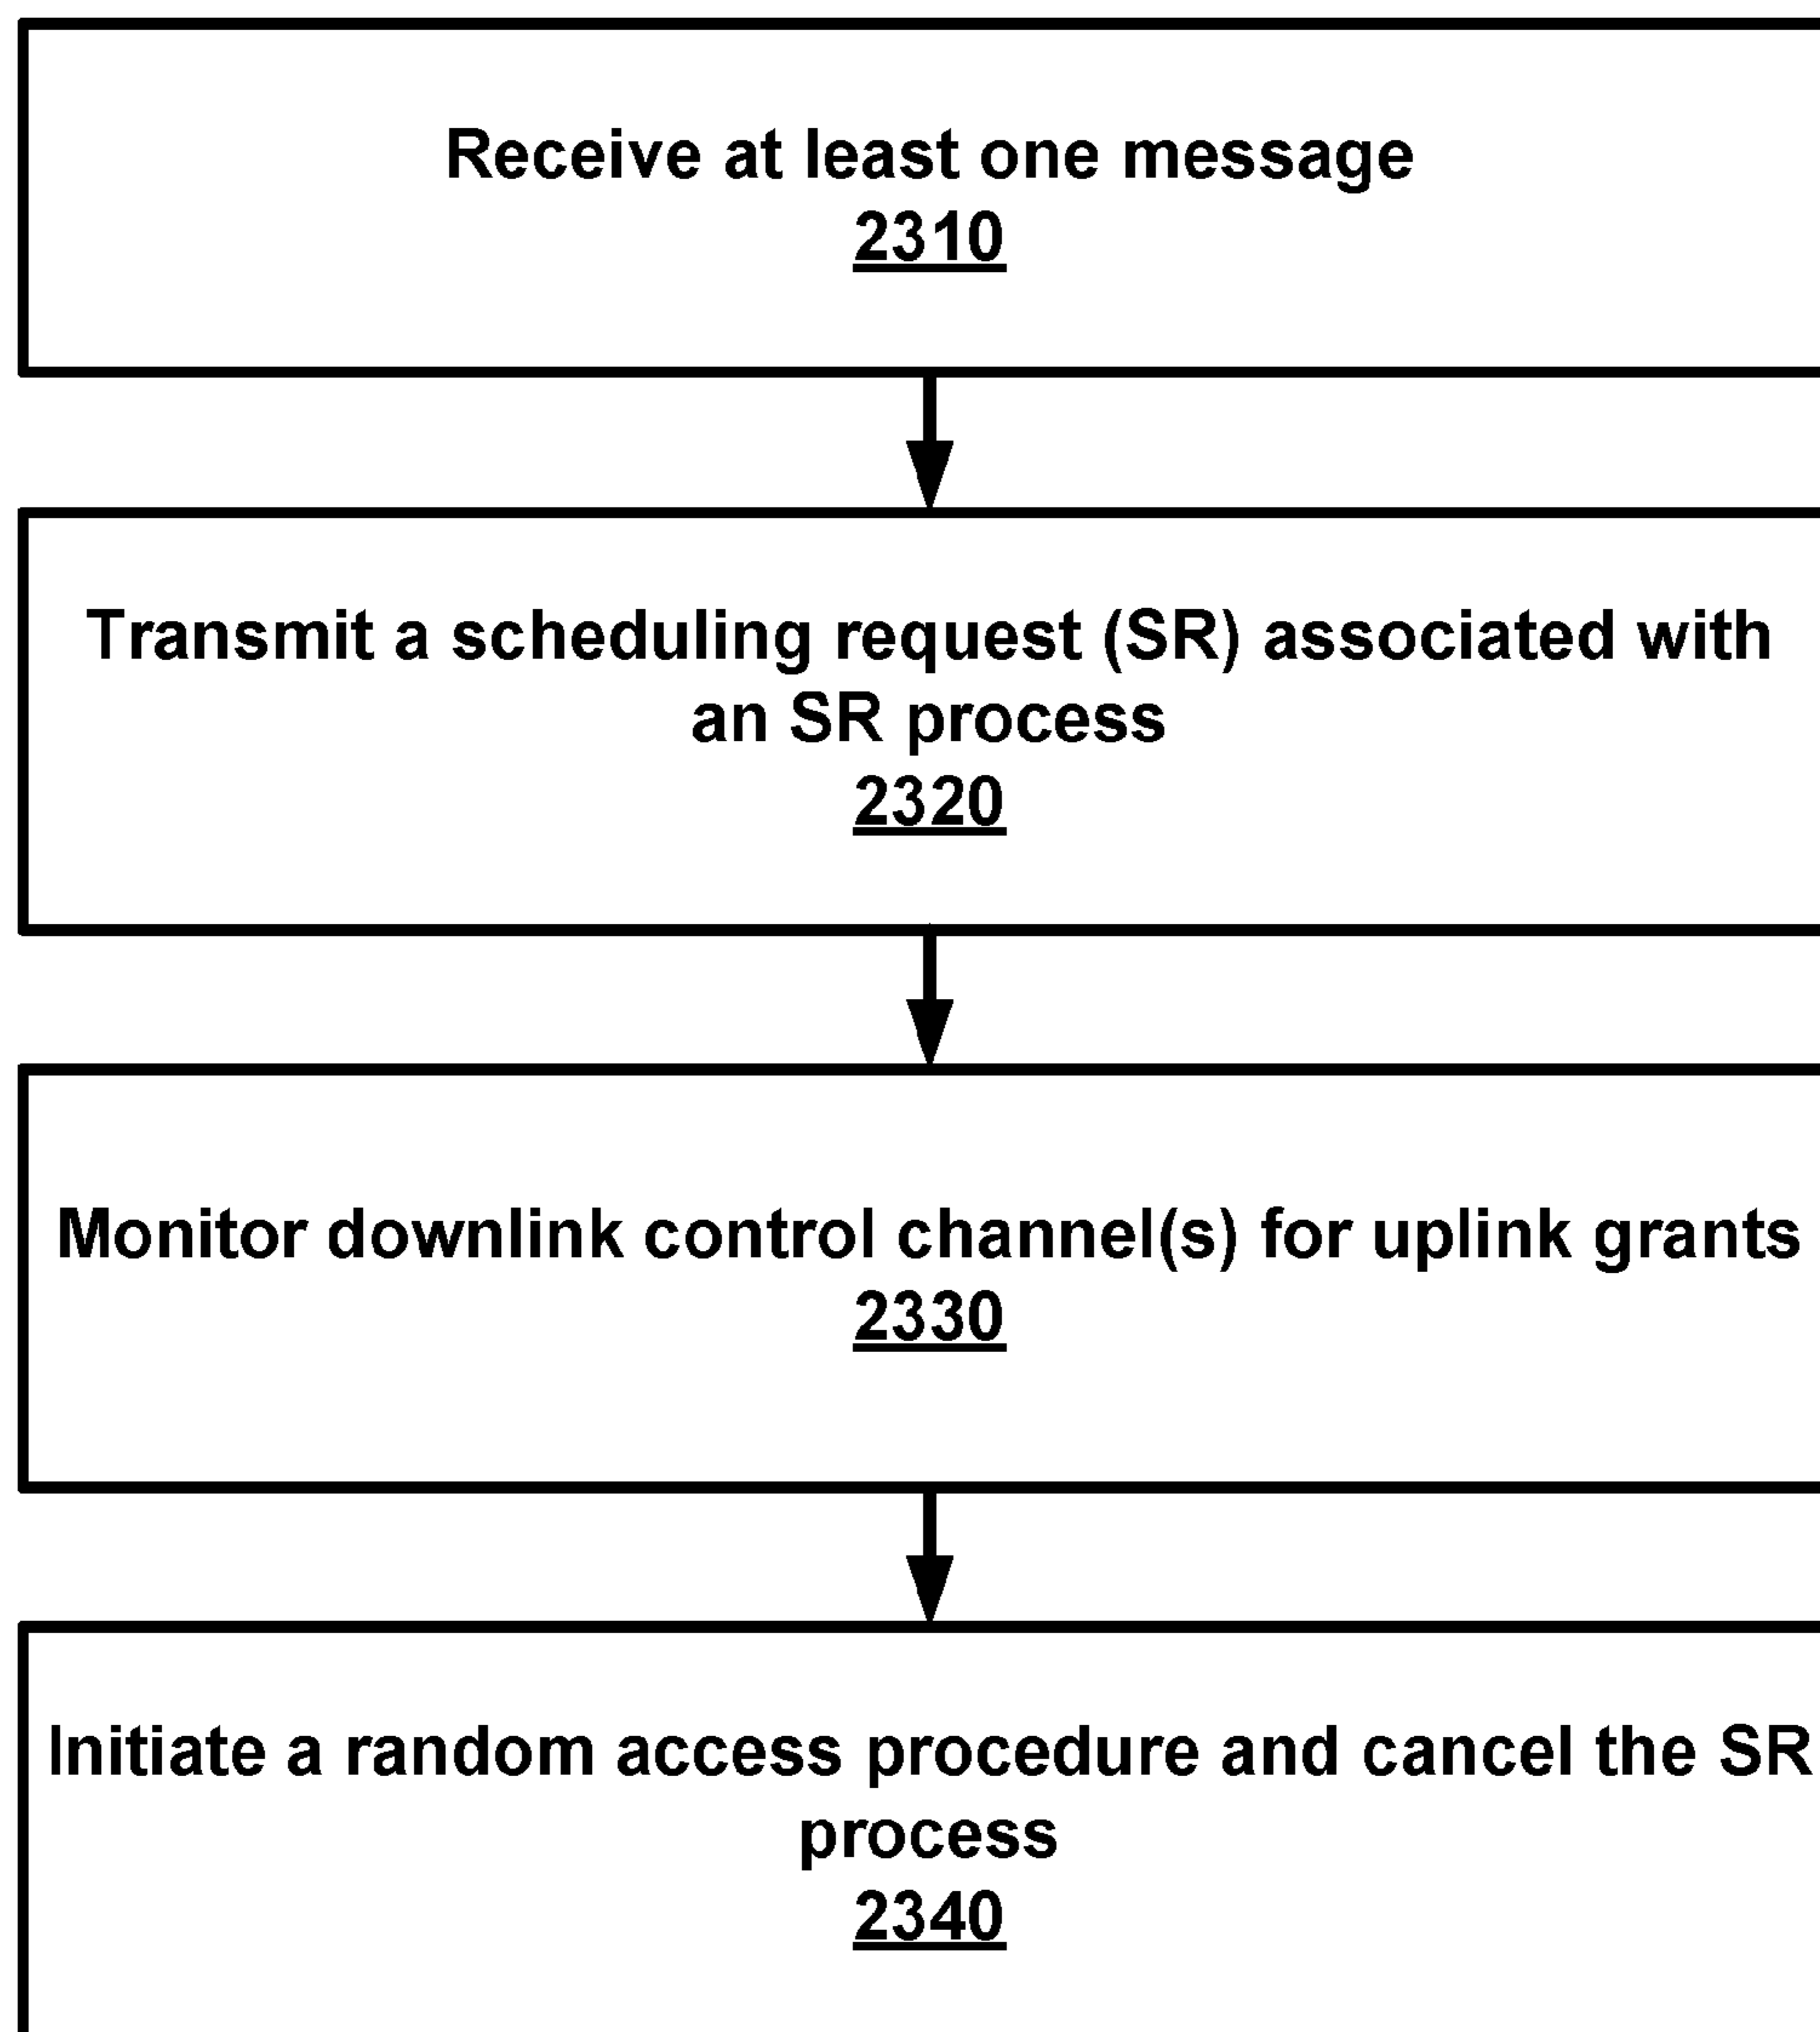 Receive at least one message
2310
Transmit a scheduling request (SR) associated with
an SR process
2320
Monitor downlink control channel(s) for uplink grants
2330
Initiate a random access procedure and cancel the SR
process
2340